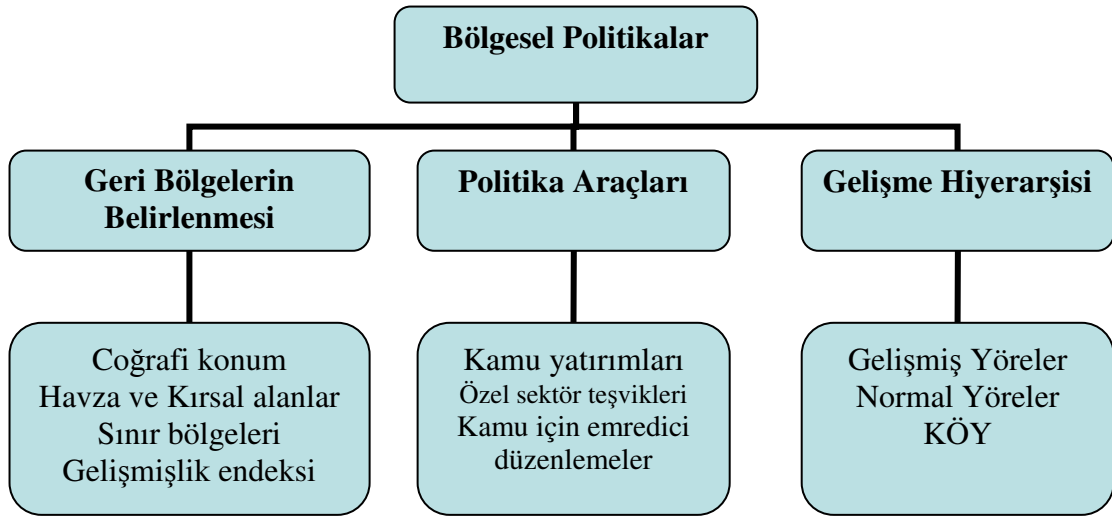 Bölgesel Politikalar
Geri Bölgelerin
Belirlenmesi
Politika Araçları
Gelişme Hiyerarşisi
Coğrafi konum
Havza ve Kırsal alanlar
Sınır bölgeleri
Gelişmişlik endeksi
Kamu yatırımları
Özel sektör teşvikleri
Kamu için emredici
düzenlemeler
Gelişmiş Yöreler
Normal Yöreler
KÖY